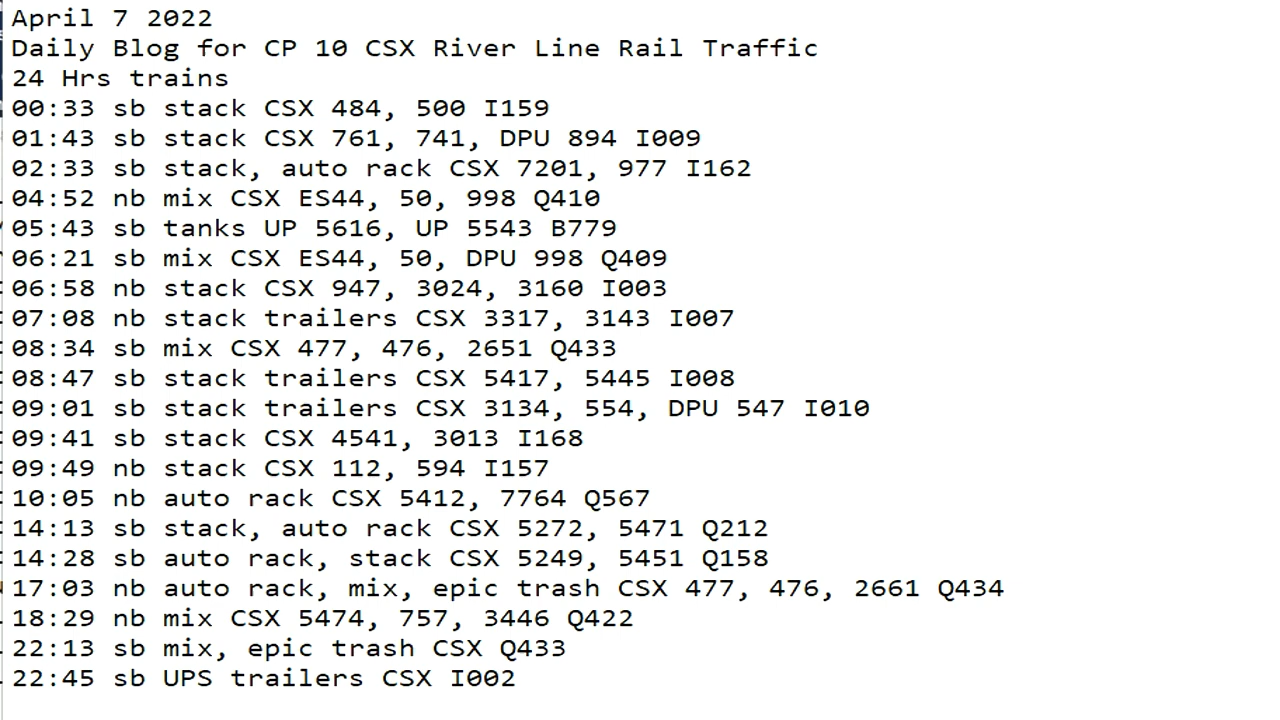 April 7 2022
Daily Blog for CP 10 CSX River Line Rail Traffic
24 Hrs trains
00:33 sb stack CSX 484, 500 I159
01:43 sb stack CSX 761, 741, DPU 894 I009
02:33 sb stack, auto rack CSX 7201, 977 I162
04:52 nb mix CSX ES44, 50, 998 Q410
05:43 sb tanks UP 5616, UP 5543 B779
06:21 sb mix CSX ES44, 50, DPU 998 Q409
06:58 nb stack CSX 947, 3024, 3160 I003
07:08 nb stack trailers CSX 3317, 3143 I007
08:34 sb mix CSX 477, 476, 2651 Q433
08:47 sb stack trailers CSX 5417, 5445 I008
09:01 sb stack trailers CSX 3134, 554, DPU 547 I010
09:41 sb stack CSX 4541, 3013 I168
09:49 nb stack CSX 112, 594 I157
10:05 nb auto rack CSX 5412, 7764 Q567
14:13 sb stack, auto rack CSX 5272, 5471 Q212
14:28 sb auto rack, stack CSX 5249, 5451 Q158
17:03 nb auto rack, mix, epic trash CSX 477, 476, 2661 Q434
18:29 nb mix CSX 5474, 757, 3446 Q422
22:13 sb mix, epic trash CSX Q433
22:45 sb UPS trailers CSX I002